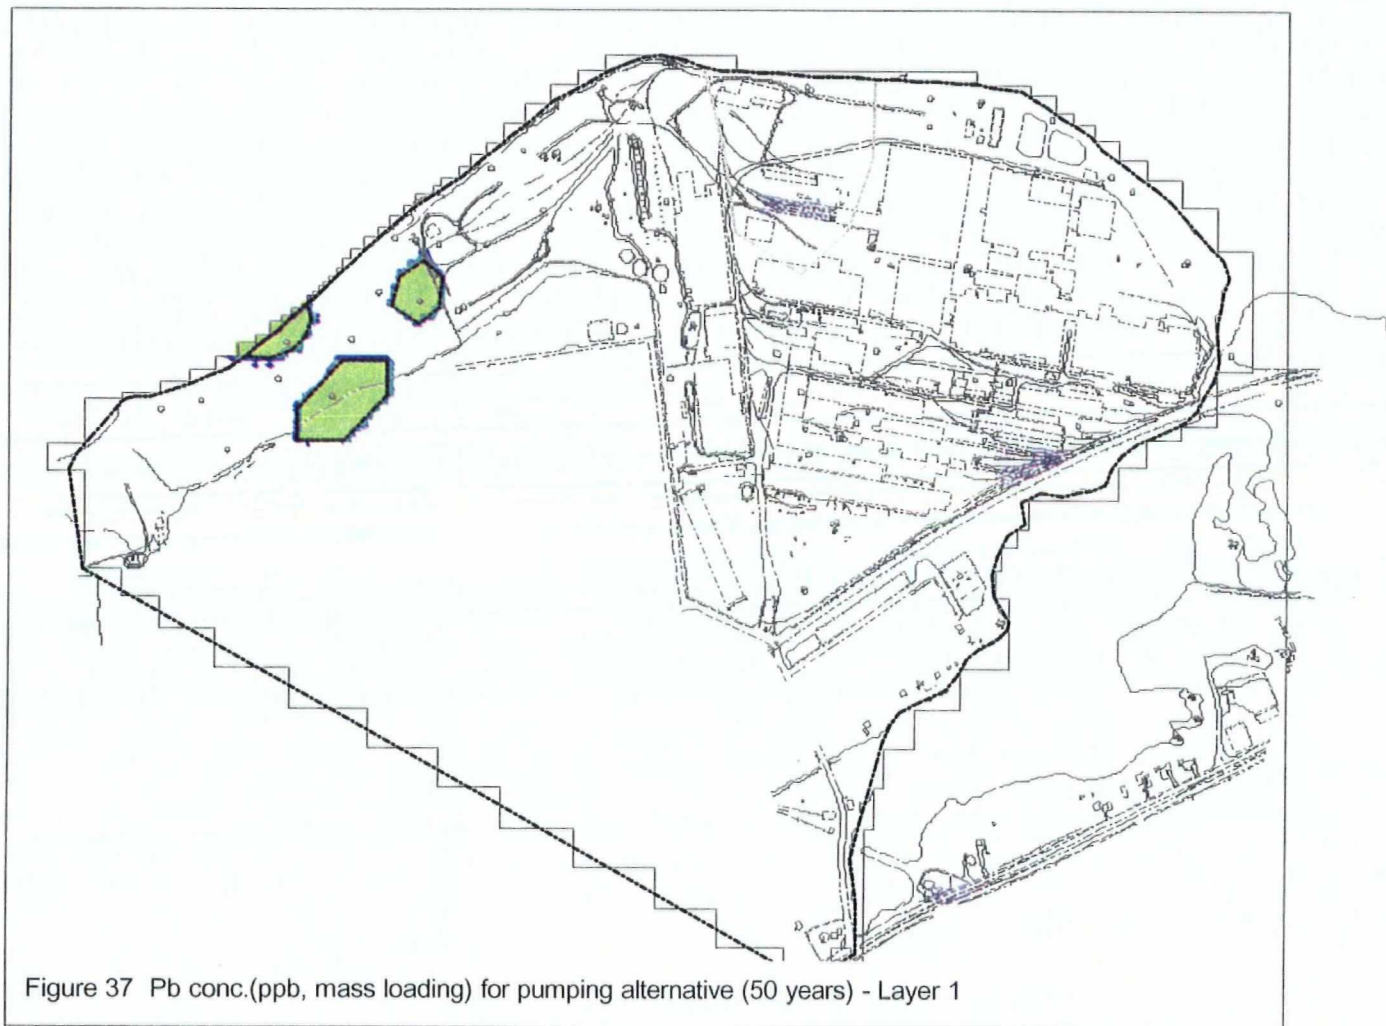 Figure 37 Pb conc.(ppb, mass loading) for pumping alternative (50 years) - Layer 1